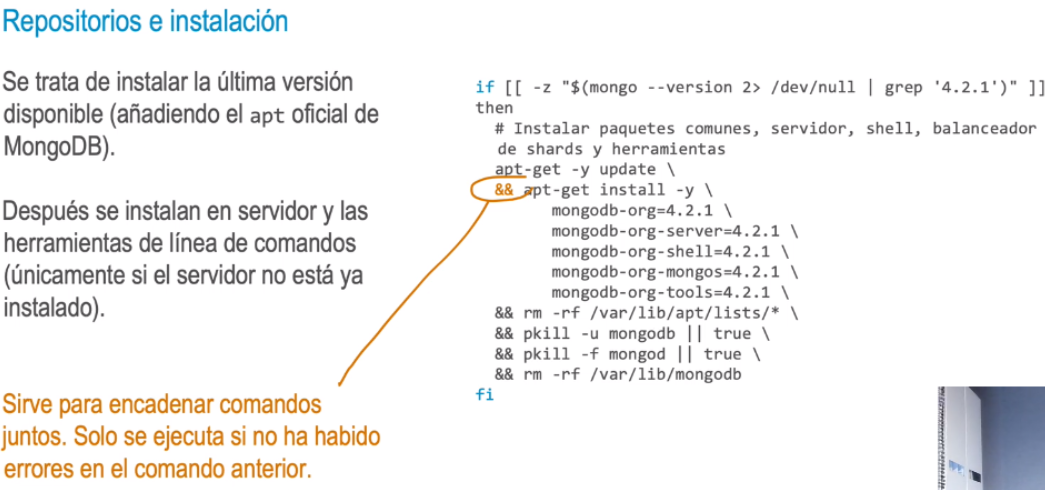 Repositorios e instalación
Se trata de instalar la última versión
disponible (añadiendo el apt oficial de
MongoDB).
Después se instalan en servidor y las
herramientas de línea de comandos
(únicamente si el servidor no está ya
instalado).
Sirve para encadenar comandos
juntos. Solo se ejecuta si no ha habido
errores en el comando anterior.
if [[ -z "$(mongo --version 2> /dev/null | grep '4.2.1')" ]]
then
# Instalar paquetes comunes, servidor, shell, balanceador
de shards y herramientas
apt-get -y update \
&& apt-get install -y \
mongodb-org=4.2.1 \
mongodb-org-server=4.2.1 \
mongodb-org-shell=4.2.1 \
mongodb-org-mongos=4.2.1 \
mongodb-org-tools=4.2.1 \
&& rm -rf /var/lib/apt/lists/* \
&& pkill -u mongodb || true \
&& pkill -f mongod || true \
&& rm -rf /var/lib/mongodb
fi